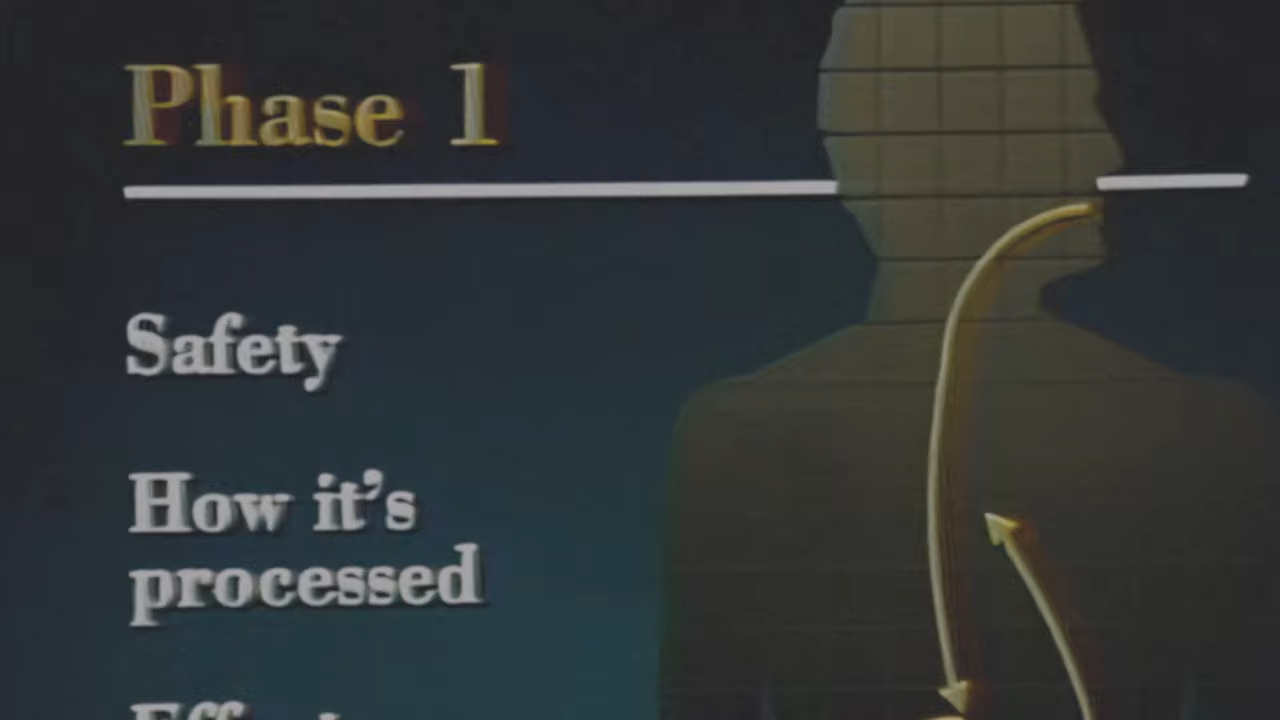 Phase 1
Safety
How it's
processed